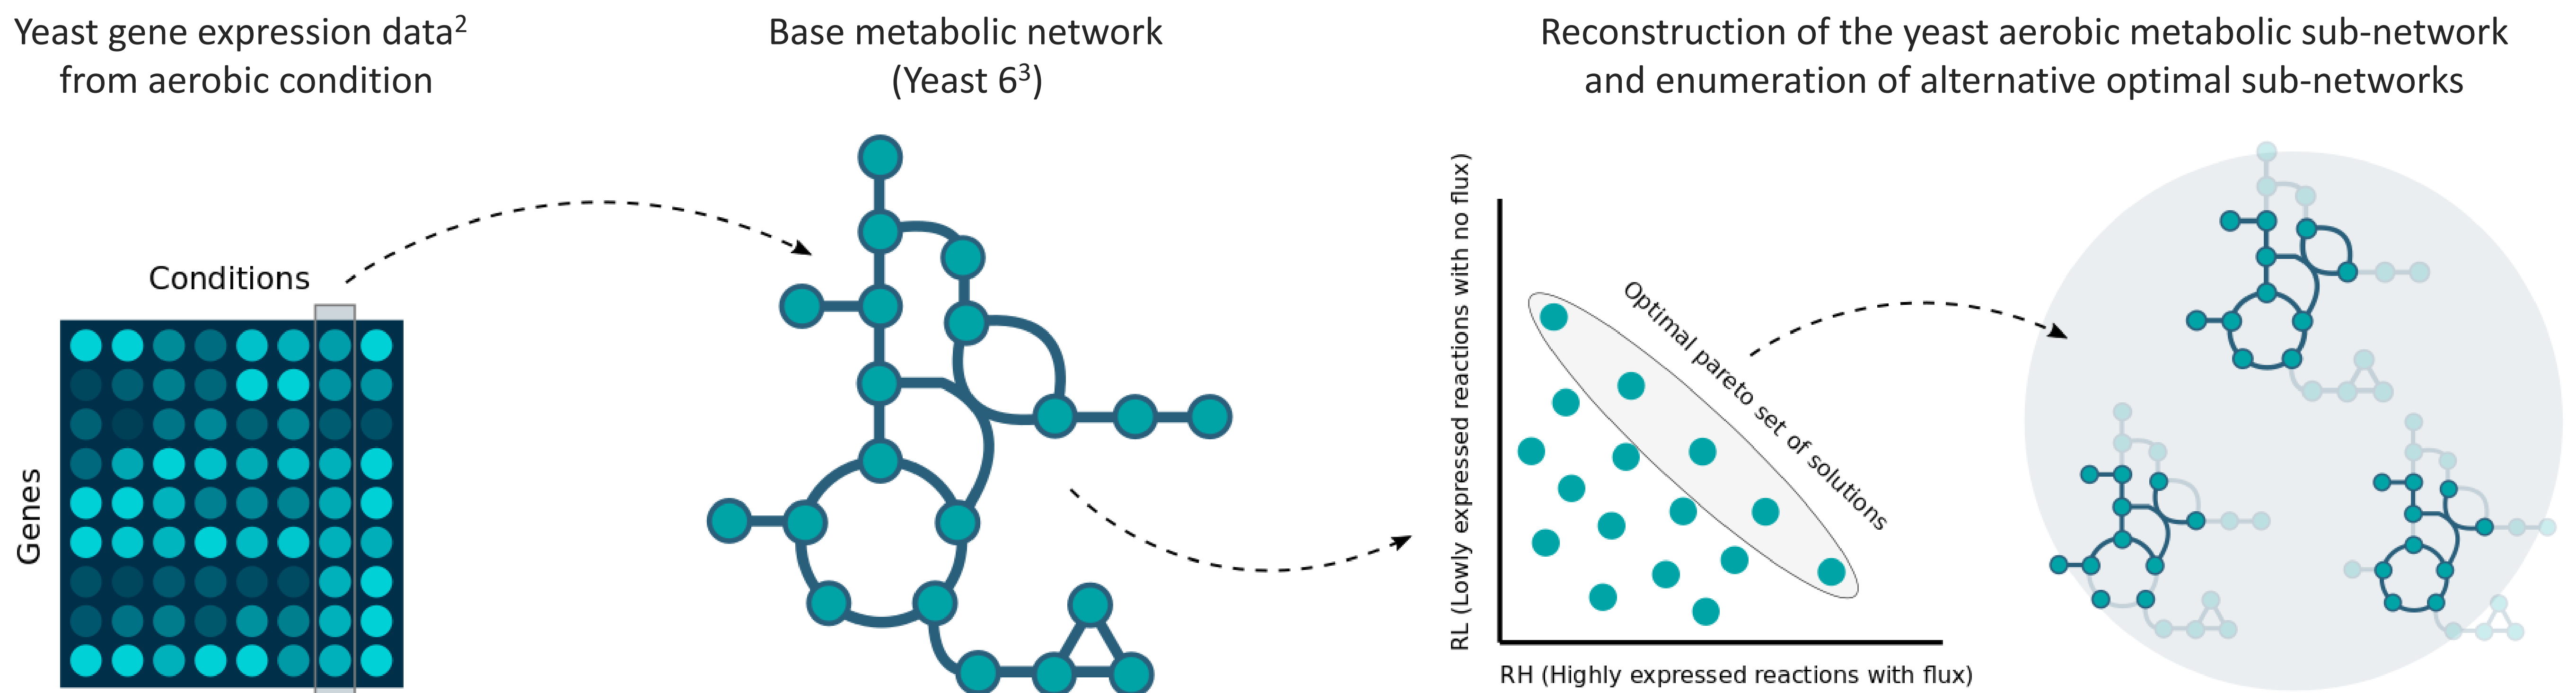 Yeast gene expression data²
from aerobic condition
Base metabolic network
(Yeast 6³)
Reconstruction of the yeast aerobic metabolic sub-network
and enumeration of alternative optimal sub-networks
Conditions
Genes
RL (Lowly expressed reactions with no flux)
Optimal pareto set of solutions
RH (Highly expressed reactions with flux)